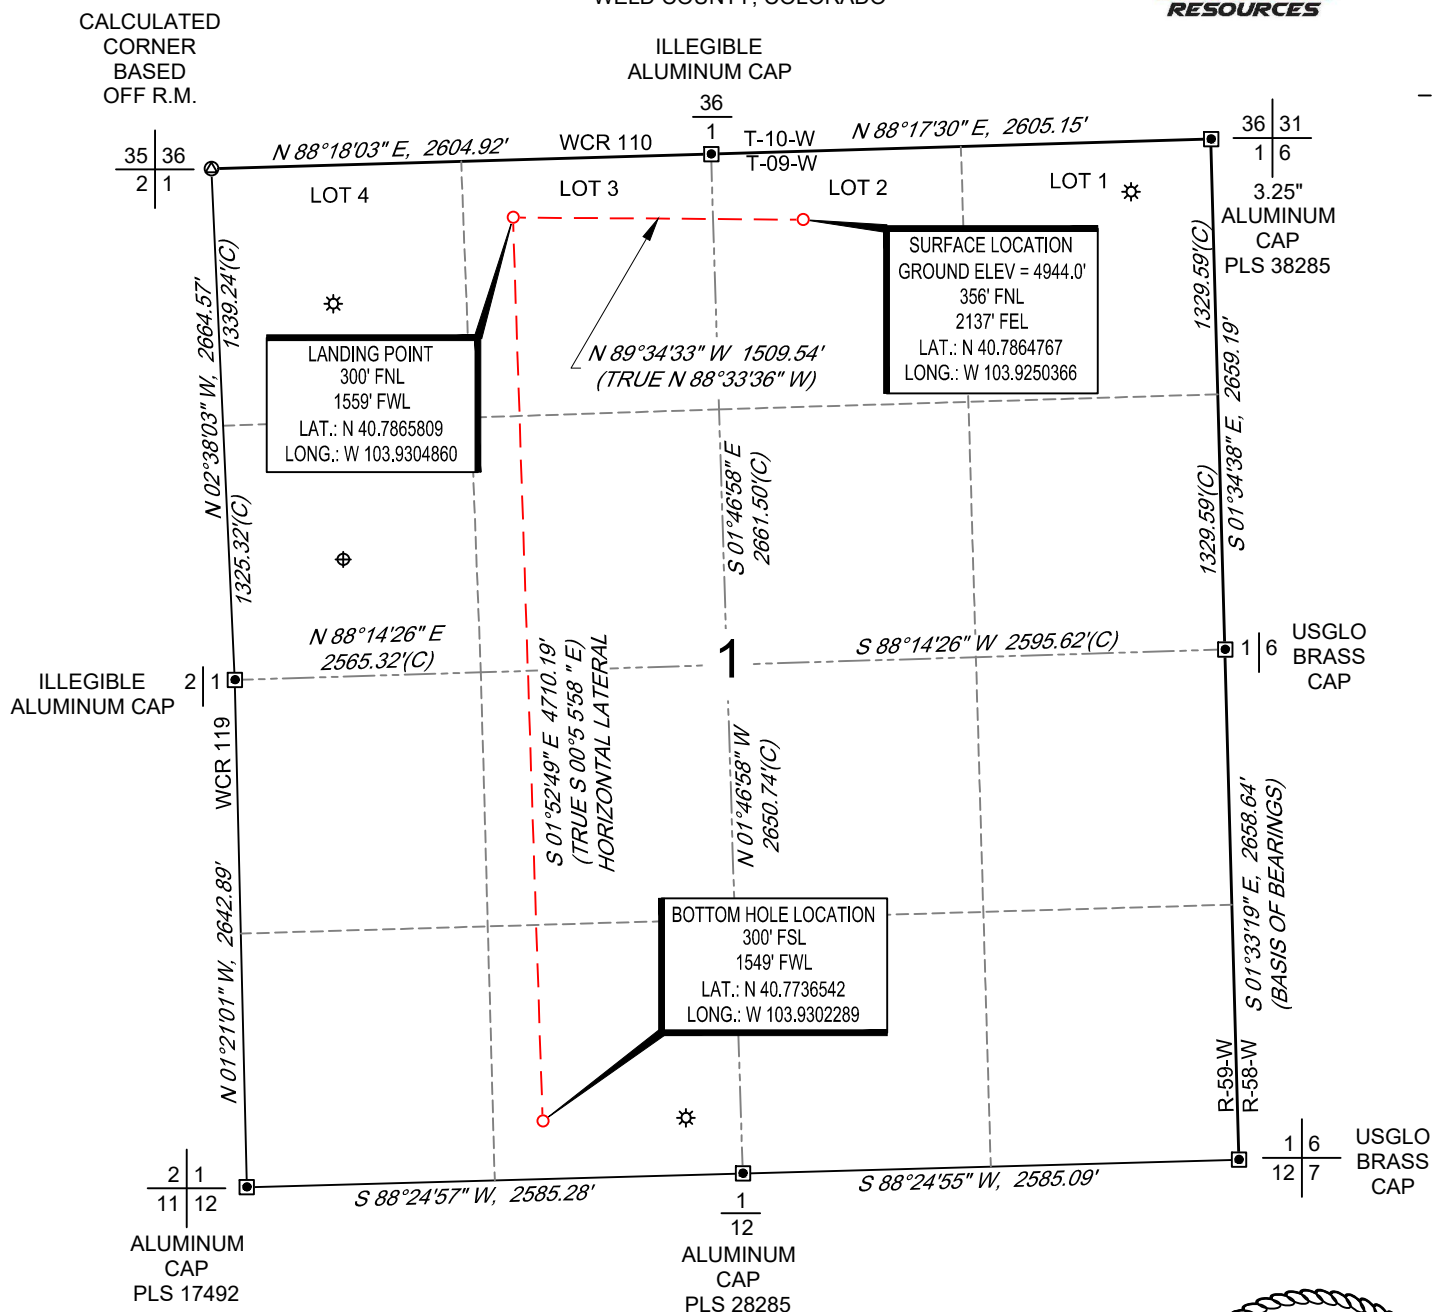 WELD COUNTY, COLORADO
RESOURCES
CALCULATED
CORNER
BASED
OFF R.M.
ILLEGIBLE
ALUMINUM CAP
35 36
2 1
N 88°18'03" E, 2604.92'
WCR 110
36
1
T-10-W
T-09-W
N 88°17'30" E, 2605.15'
36 31
1 6
3.25"
ALUMINUM
CAP
PLS 38285
LOT 4
LOT 3
LOT 2
LOT 1
SURFACE LOCATION
GROUND ELEV = 4944.0'
356' FNL
2137' FEL
LAT.: N 40.7864767
LONG.: W 103.9250366
N 02°38'03" W, 2664.57'
1339.24'(C)
1325.32'(C)
LANDING POINT
300' FNL
1559' FWL
LAT.: N 40.7865809
LONG.: W 103.9304860
N 89°34'33" W 1509.54'
(TRUE N 88°33'36" W)
1329.59'(C)
1329.59'(C)
S 01°34'38" E, 2659.19'
S 01°46'58" E
2661.50'(C)
N 88°14'26" E
2565.32'(C)
1
S 88°14'26" W 2595.62'(C)
1 6
USGLO
BRASS
CAP
ILLEGIBLE
ALUMINUM CAP
2 1
WCR 119
S 01°52'49" E 4710.19'
(TRUE S 00°5 5'58" E)
HORIZONTAL LATERAL
N 01°46'58" W
2650.74'(C)
S 01°33'19" E, 2658.64'
(BASIS OF BEARINGS)
N 01°21'01" W, 2642.89'
BOTTOM HOLE LOCATION
300' FSL
1549' FWL
LAT.: N 40.7736542
LONG.: W 103.9302289
R-59-W
R-58-W
2 1
11 12
ALUMINUM
CAP
PLS 17492
S 88°24'57" W, 2585.28'
1
12
ALUMINUM
CAP
PLS 28285
S 88°24'55" W, 2585.09'
1 6
12 7
USGLO
BRASS
CAP